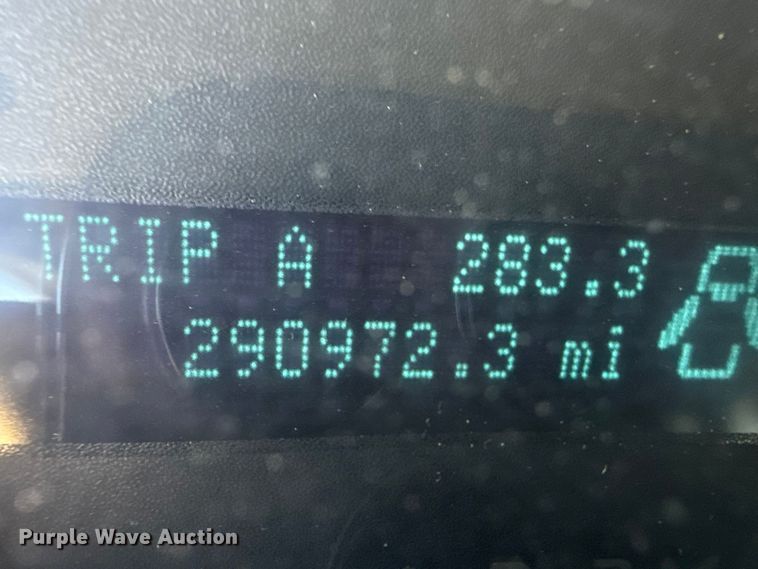 TRIP A 283.3
290972.3 mi
Purple Wave Auction